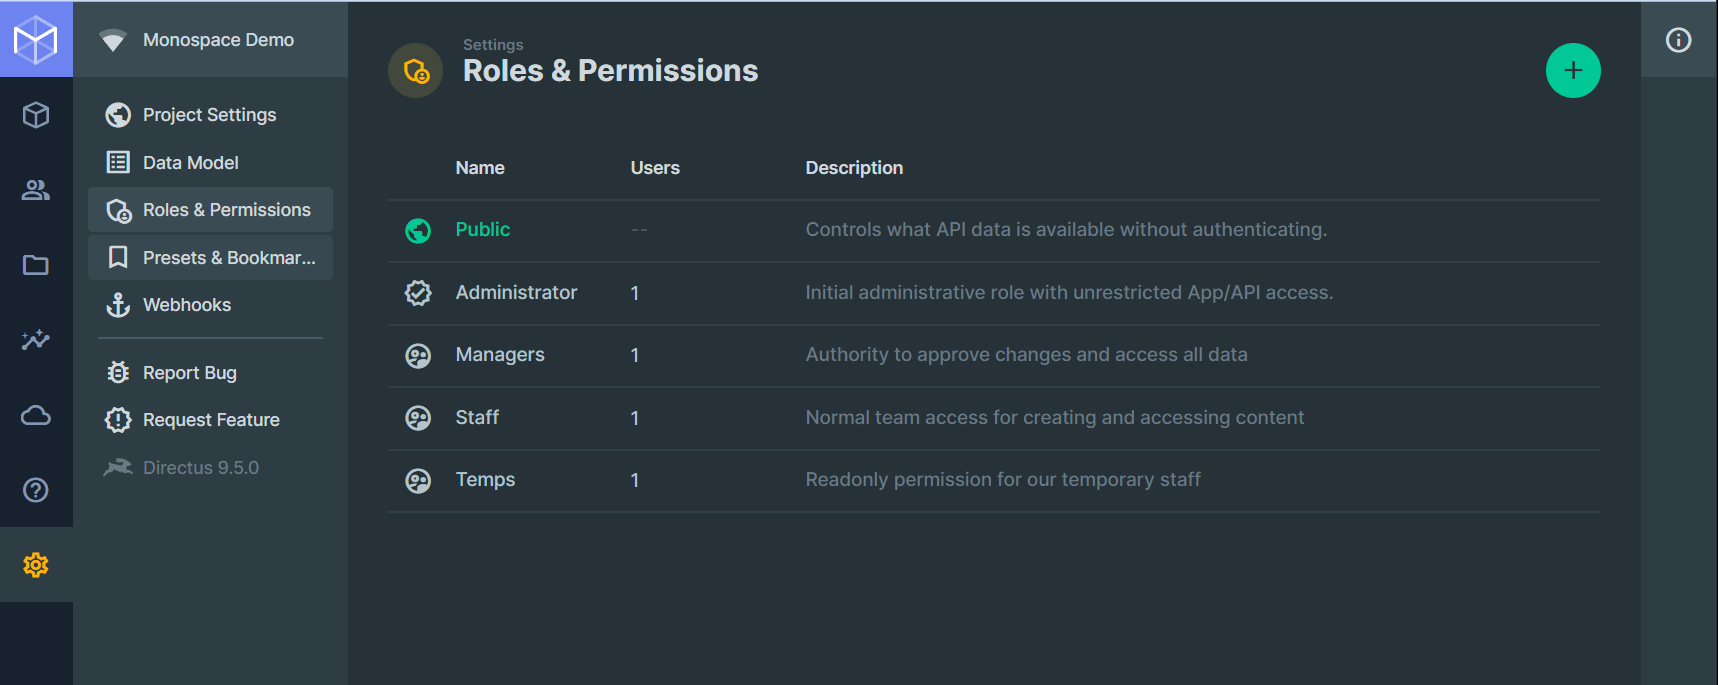 Monospace Demo
Project Settings
Data Model
Roles & Permissions
Presets & Bookmar...
Webhooks
Report Bug
Request Feature
Directus 9.5.0
Settings
Roles & Permissions
Name Users Description
Public -- Controls what API data is available without authenticating.
Administrator 1 Initial administrative role with unrestricted App/API access.
Managers 1 Authority to approve changes and access all data
Staff 1 Normal team access for creating and accessing content
Temps 1 Readonly permission for our temporary staff